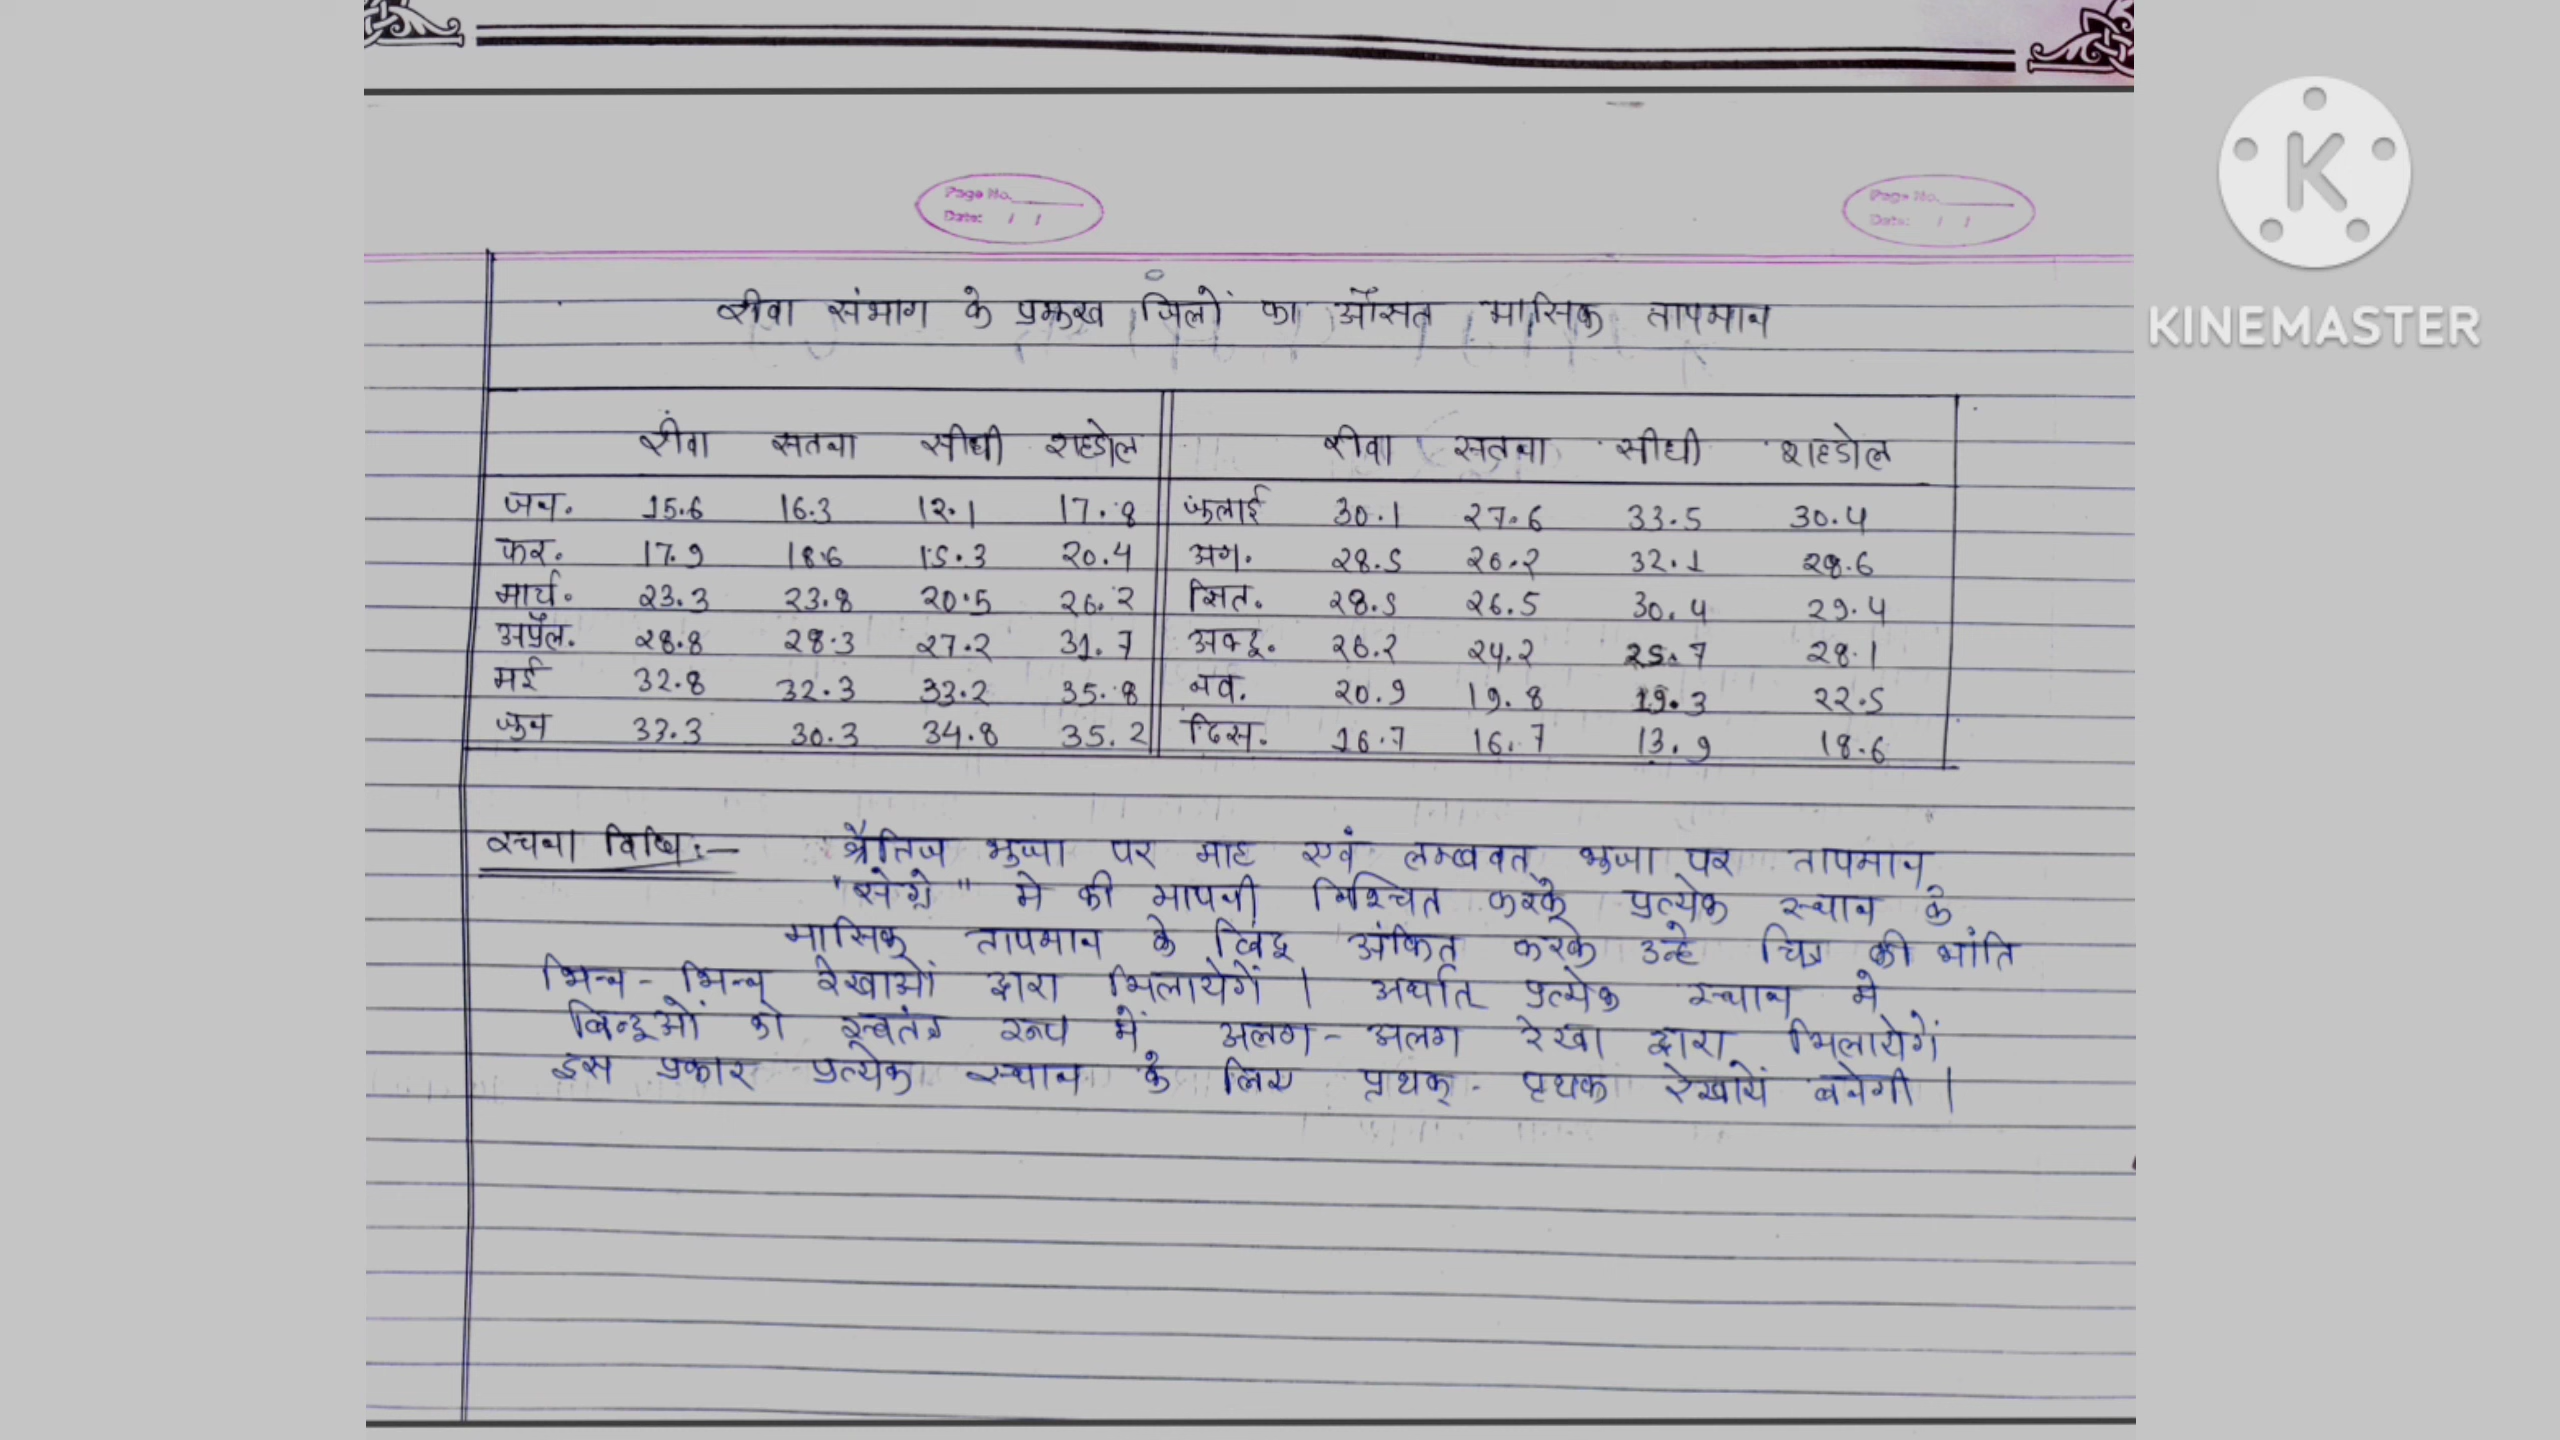 Page No.
Date: / /
Page No.
Date: / /
KINEMASTER
रीवा संभाग के प्रमुख जिलों का औसत मासिक तापमान
रीवा सतना सीधी शहडोल रीवा सतना सीधी शहडोल
जन. 15.6 16.3 12.1 17.8 जुलाई 30.1 27.6 33.5 30.4
फर. 17.9 18.6 15.3 20.4 अग. 28.5 26.2 32.1 28.6
मार्च. 23.3 23.8 20.5 26.2 सित. 28.5 26.5 30.4 29.4
अप्रैल. 28.8 28.3 27.2 31.7 अक्टू. 26.2 24.2 25.7 28.1
मई 32.8 32.3 33.2 35.8 नव. 20.9 19.8 19.3 22.5
जुन 33.3 30.3 34.8 35.2 दिस. 16.7 16.7 13.9 18.6
रचना विधि :— श्रैतिज भुजा पर माह एवं लम्बवत् भुजा पर तापमान
"सेग्रे" मे की मापनी निश्चित करके प्रत्येक स्थान के
मासिक तापमान के बिंदु अंकित करके उन्हे चित्र की भांति
भिन्न - भिन्न रेखाओं द्वारा मिलायेगें । अर्थात् प्रत्येक स्थान मे
बिन्दुओं को स्वतंत्र रूप में अलग - अलग रेखा द्वारा मिलायेगें
इस प्रकार प्रत्येक स्थान के लिए प्रथक् - पृथक रेखायें बनेगी ।